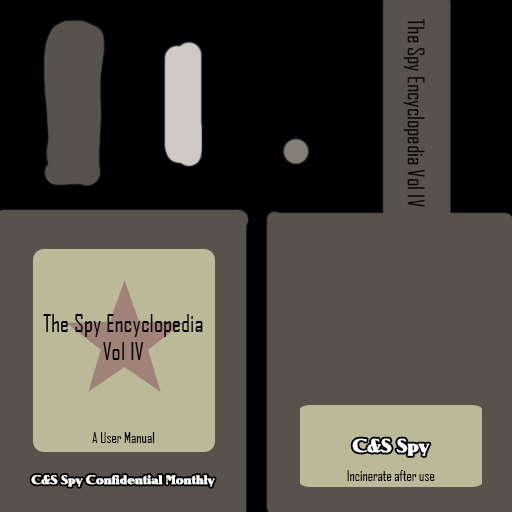 The Spy Encyclopedia Vol IV
The Spy Encyclopedia
Vol IV
A User Manual
C&S Spy Confidential Monthly
C&S Spy
Incinerate after use